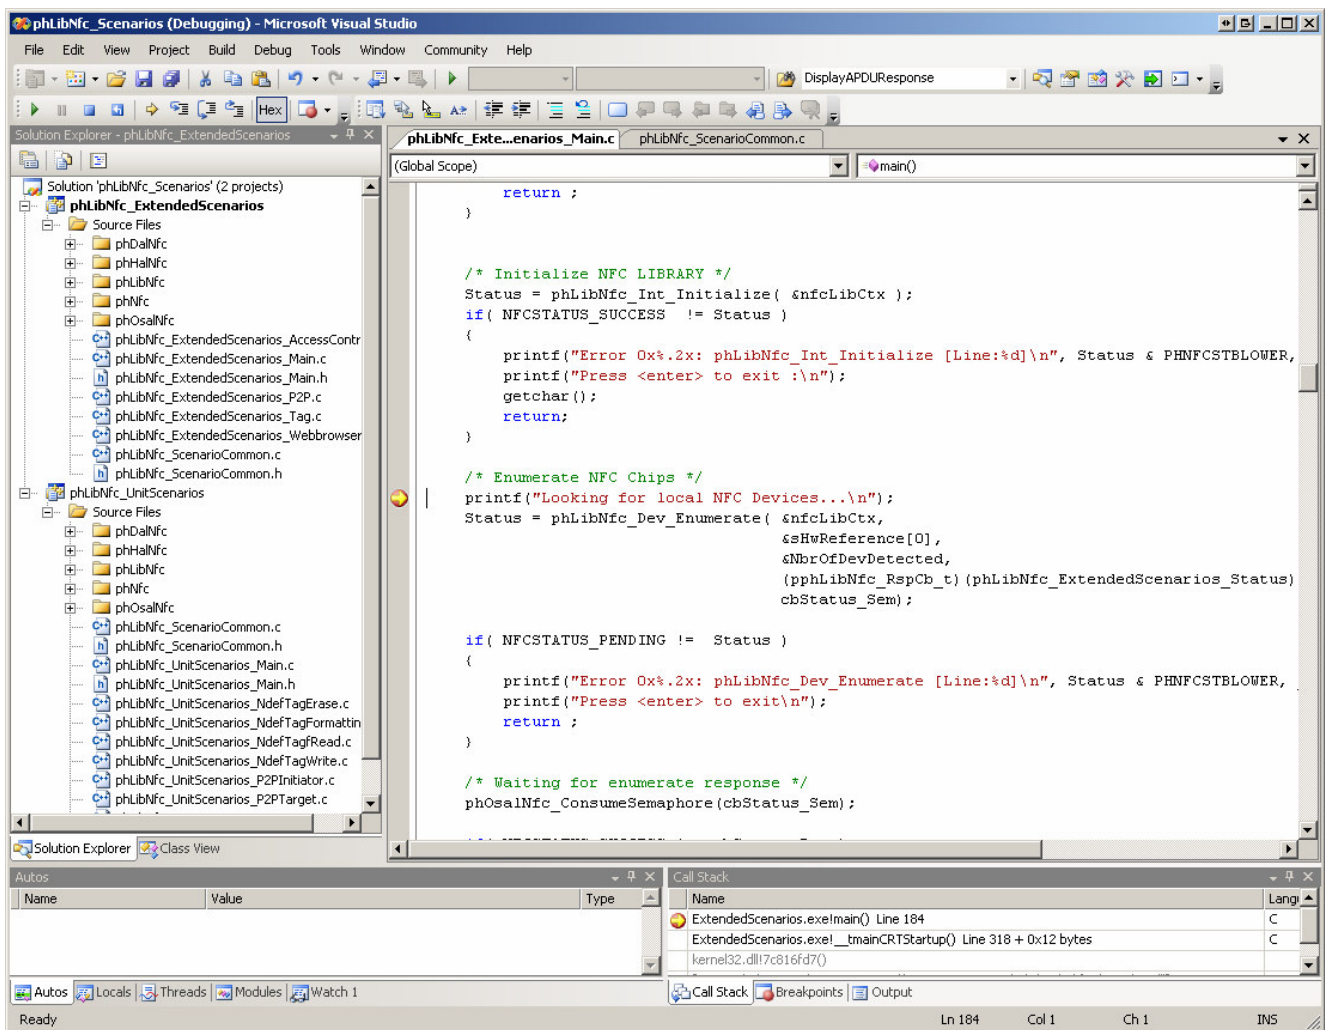 phLibNfc_Scenarios (Debugging) - Microsoft Visual Studio
File Edit View Project Build Debug Tools Window Community Help
DisplayAPDUResponse
Hex
Solution Explorer - phLibNfc_ExtendedScenarios
Solution 'phLibNfc_Scenarios' (2 projects)
phLibNfc_ExtendedScenarios
Source Files
phDalNfc
phHalNfc
phLibNfc
phNfc
phOsalNfc
phLibNfc_ExtendedScenarios_AccessContr
phLibNfc_ExtendedScenarios_Main.c
phLibNfc_ExtendedScenarios_Main.h
phLibNfc_ExtendedScenarios_P2P.c
phLibNfc_ExtendedScenarios_Tag.c
phLibNfc_ExtendedScenarios_Webbrowser
phLibNfc_ScenarioCommon.c
phLibNfc_ScenarioCommon.h
phLibNfc_UnitScenarios
Source Files
phDalNfc
phHalNfc
phLibNfc
phNfc
phOsalNfc
phLibNfc_ScenarioCommon.c
phLibNfc_ScenarioCommon.h
phLibNfc_UnitScenarios_Main.c
phLibNfc_UnitScenarios_Main.h
phLibNfc_UnitScenarios_NdefTagErase.c
phLibNfc_UnitScenarios_NdefTagFormattin
phLibNfc_UnitScenarios_NdefTagfRead.c
phLibNfc_UnitScenarios_NdefTagWrite.c
phLibNfc_UnitScenarios_P2PInitiator.c
phLibNfc_UnitScenarios_P2PTarget.c
Solution Explorer Class View
phLibNfc_Exte...enarios_Main.c phLibNfc_ScenarioCommon.c
(Global Scope) main()
return ;
}
/* Initialize NFC LIBRARY */
Status = phLibNfc_Int_Initialize( &nfcLibCtx );
if( NFCSTATUS_SUCCESS != Status )
{
printf("Error 0x%.2x: phLibNfc_Int_Initialize [Line:%d]\n", Status & PHNFCSTBLOWER,
printf("Press <enter> to exit :\n");
getchar();
return;
}
/* Enumerate NFC Chips */
printf("Looking for local NFC Devices...\n");
Status = phLibNfc_Dev_Enumerate( &nfcLibCtx,
&sHwReference[0],
&NbrOfDevDetected,
(pphLibNfc_RspCb_t)(phLibNfc_ExtendedScenarios_Status)
cbStatus_Sem);
if( NFCSTATUS_PENDING != Status )
{
printf("Error 0x%.2x: phLibNfc_Dev_Enumerate [Line:%d]\n", Status & PHNFCSTBLOWER, _
printf("Press <enter> to exit\n");
return ;
}
/* Waiting for enumerate response */
phOsalNfc_ConsumeSemaphore(cbStatus_Sem);
Autos
Name Value Type
Autos Locals Threads Modules Watch 1
Call Stack
Name Langu
ExtendedScenarios.exe!main() Line 184 C
ExtendedScenarios.exe!__tmainCRTStartup() Line 318 + 0x12 bytes C
kernel32.dll!7c816fd7()
Call Stack Breakpoints Output
Ready Ln 184 Col 1 Ch 1 INS